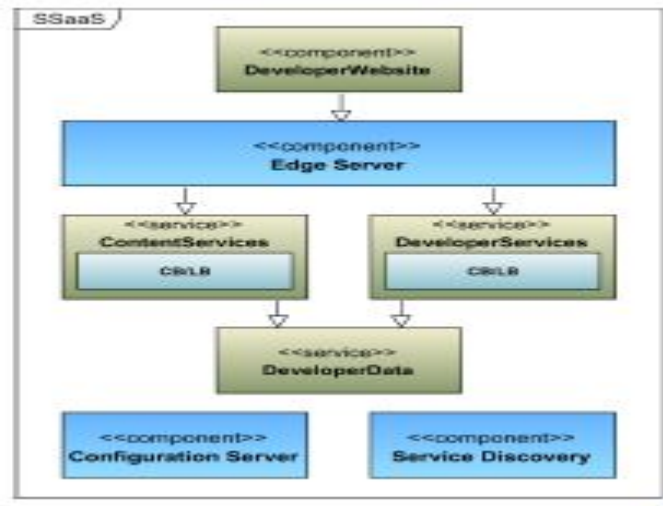 SSaaS
<<component>>
DeveloperWebsite
<<component>>
Edge Server
<<service>>
ContentServices
CB/LB
<<service>>
DeveloperServices
CB/LB
<<service>>
DeveloperData
<<component>>
Configuration Server
<<component>>
Service Discovery